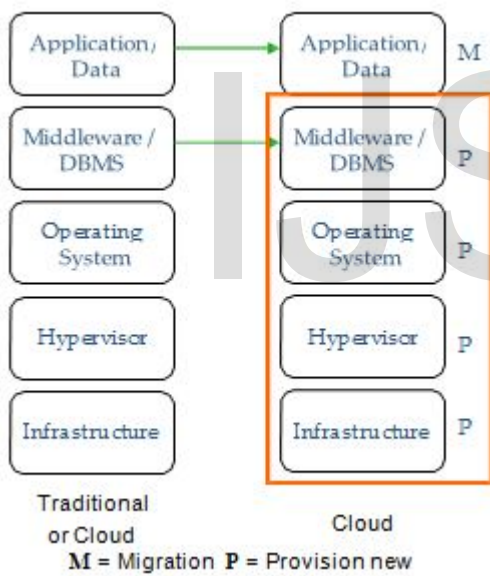 Application/
Data
Application/
Data
M
Middleware /
DBMS
Middleware /
DBMS
P
Operating
System
Operating
System
P
Hypervisor
Hypervisor
P
Infrastructure
Infrastructure
P
Traditional
or Cloud
Cloud
M = Migration P = Provision new
IJS